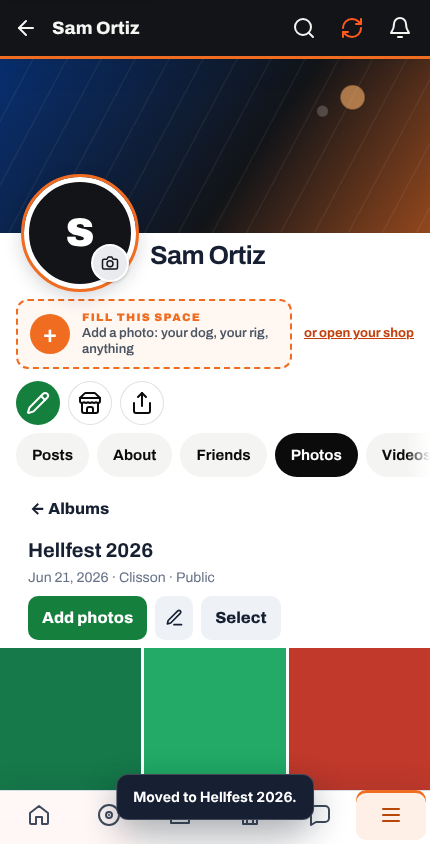 Sam Ortiz
S
Sam Ortiz
FILL THIS SPACE
Add a photo: your dog, your rig,
anything
or open your shop
Posts
About
Friends
Photos
Videos
← Albums
Hellfest 2026
Jun 21, 2026 · Clisson · Public
Add photos
Select
Moved to Hellfest 2026.